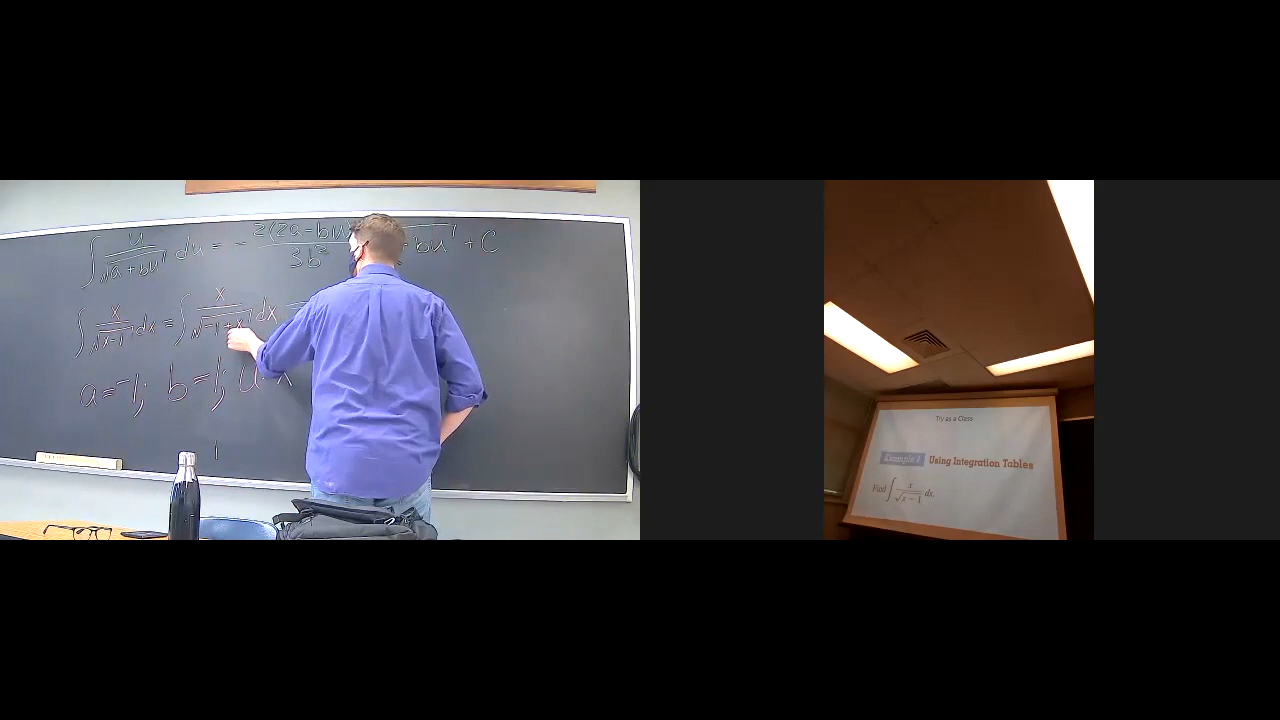 ∫ u/√(a+bu) du = - 2(2a-bu)/3b² bu + C
∫ x/√(x-1) dx = ∫ x/√(-1+x) dx
a=-1; b=1; u x
Try as a Class
Example 1 Using Integration Tables
Find ∫ x/√(x-1) dx.